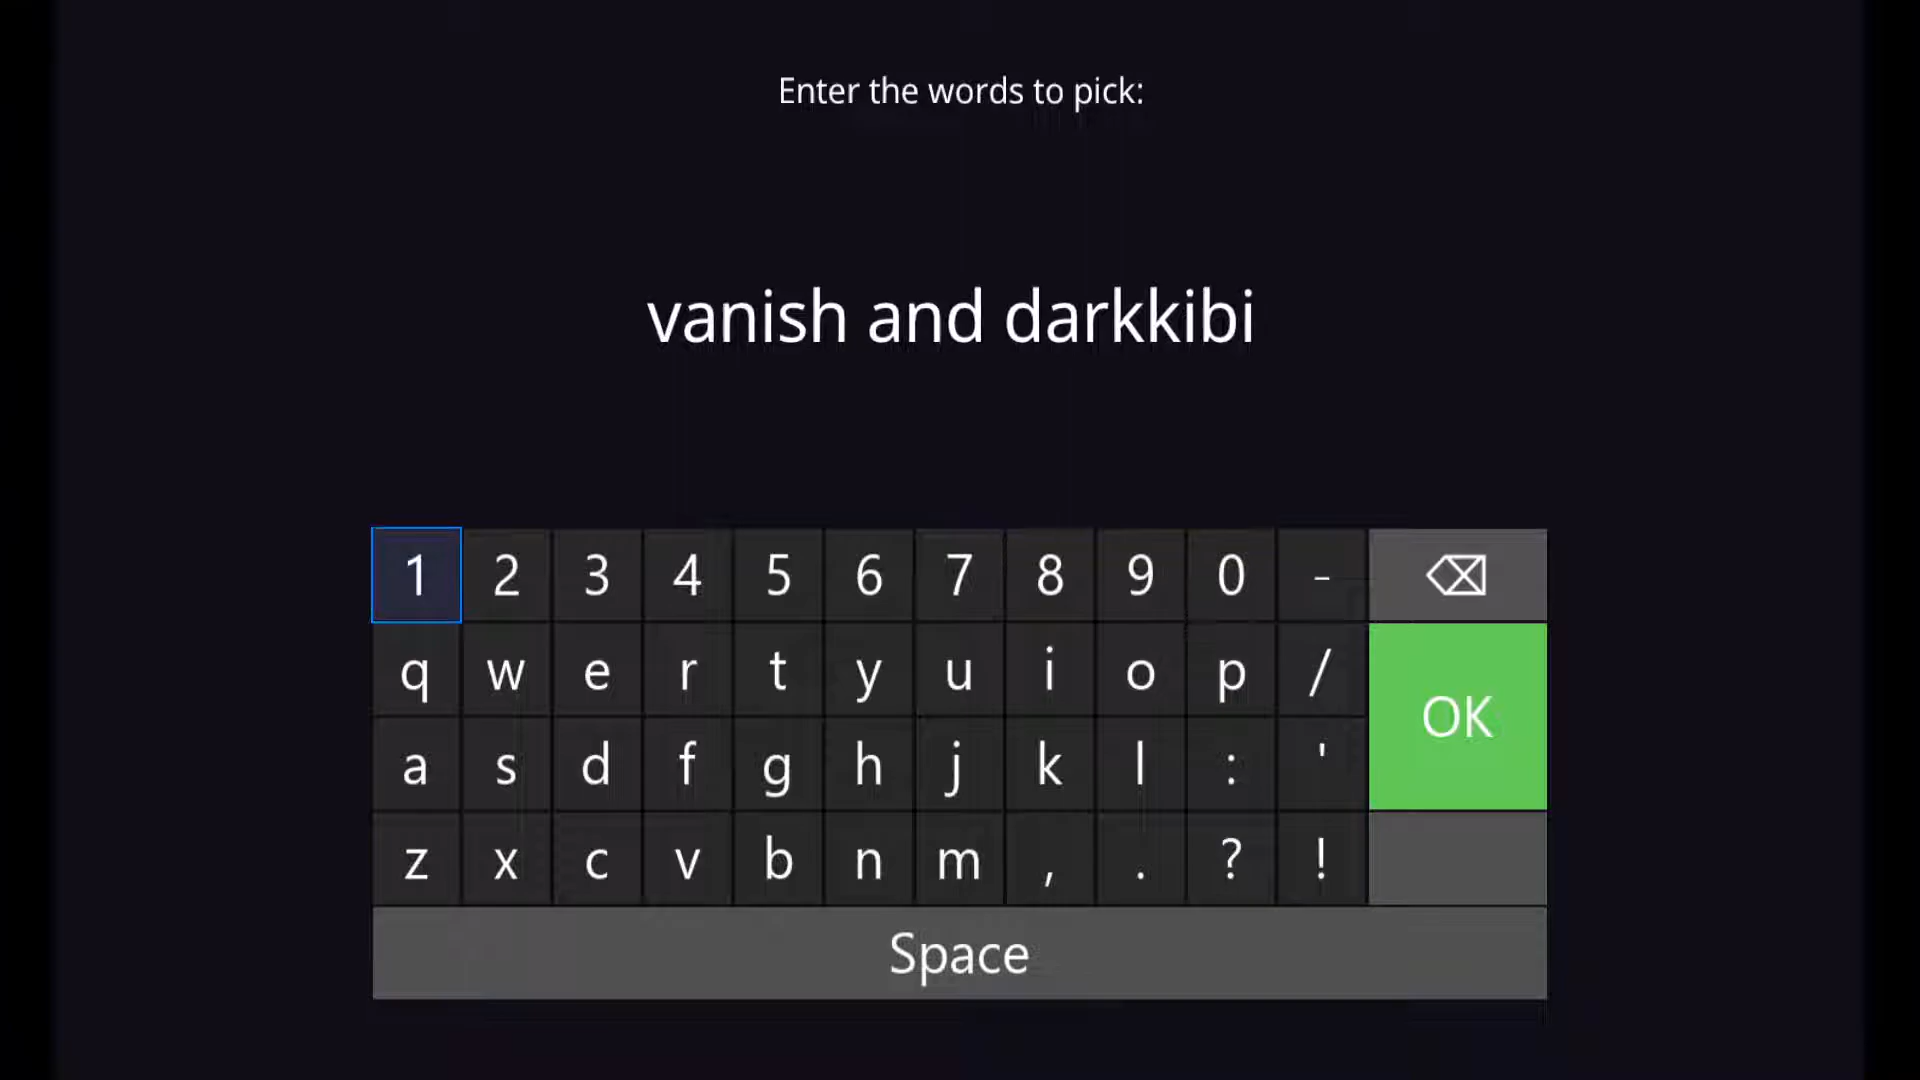 Enter the words to pick:
vanish and darkkibi
1 2 3 4 5 6 7 8 9 0 -
q w e r t y u i o p /
OK
a s d f g h j k l : '
z x c v b n m , . ? !
Space